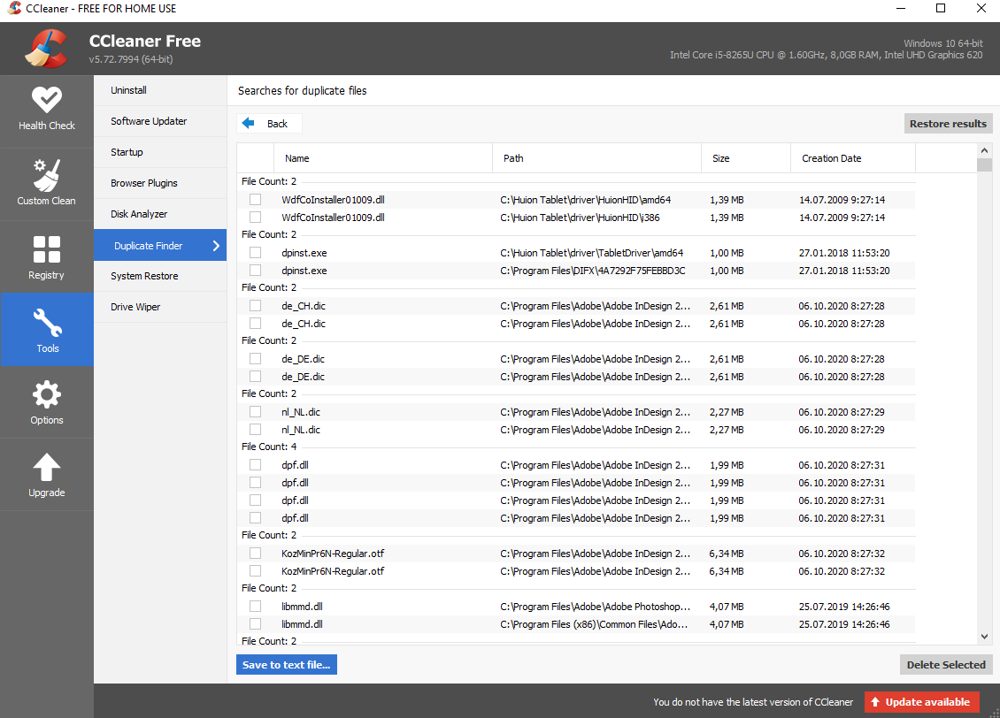 CCleaner - FREE FOR HOME USE
CCleaner Free
v5.72.7994 (64-bit)
Windows 10 64-bit
Intel Core i5-8265U CPU @ 1.60GHz, 8,0GB RAM, Intel UHD Graphics 620
Health Check
Custom Clean
Registry
Tools
Options
Upgrade
Uninstall
Software Updater
Startup
Browser Plugins
Disk Analyzer
Duplicate Finder
System Restore
Drive Wiper
Searches for duplicate files
Back
Restore results
Name Path Size Creation Date
File Count: 2
WdfCoInstaller01009.dll C:\Huion Tablet\driver\HuionHID\amd64 1,39 MB 14.07.2009 9:27:14
WdfCoInstaller01009.dll C:\Huion Tablet\driver\HuionHID\i386 1,39 MB 14.07.2009 9:27:14
File Count: 2
dpinst.exe C:\Huion Tablet\driver\TabletDriver\amd64 1,00 MB 27.01.2018 11:53:20
dpinst.exe C:\Program Files\DIFX\4A7292F75FEBBD3C 1,00 MB 27.01.2018 11:53:20
File Count: 2
de_CH.dic C:\Program Files\Adobe\Adobe InDesign 2... 2,61 MB 06.10.2020 8:27:28
de_CH.dic C:\Program Files\Adobe\Adobe InDesign 2... 2,61 MB 06.10.2020 8:27:28
File Count: 2
de_DE.dic C:\Program Files\Adobe\Adobe InDesign 2... 2,61 MB 06.10.2020 8:27:28
de_DE.dic C:\Program Files\Adobe\Adobe InDesign 2... 2,61 MB 06.10.2020 8:27:28
File Count: 2
nl_NL.dic C:\Program Files\Adobe\Adobe InDesign 2... 2,27 MB 06.10.2020 8:27:29
nl_NL.dic C:\Program Files\Adobe\Adobe InDesign 2... 2,27 MB 06.10.2020 8:27:29
File Count: 4
dpf.dll C:\Program Files\Adobe\Adobe InDesign 2... 1,99 MB 06.10.2020 8:27:31
dpf.dll C:\Program Files\Adobe\Adobe InDesign 2... 1,99 MB 06.10.2020 8:27:31
dpf.dll C:\Program Files\Adobe\Adobe InDesign 2... 1,99 MB 06.10.2020 8:27:31
dpf.dll C:\Program Files\Adobe\Adobe InDesign 2... 1,99 MB 06.10.2020 8:27:31
File Count: 2
KozMinPr6N-Regular.otf C:\Program Files\Adobe\Adobe InDesign 2... 6,34 MB 06.10.2020 8:27:32
KozMinPr6N-Regular.otf C:\Program Files\Adobe\Adobe InDesign 2... 6,34 MB 06.10.2020 8:27:32
File Count: 2
libmmd.dll C:\Program Files\Adobe\Adobe Photoshop... 4,07 MB 25.07.2019 14:26:46
libmmd.dll C:\Program Files (x86)\Common Files\Ado... 4,07 MB 25.07.2019 14:26:46
File Count: 2
Save to text file...
Delete Selected
You do not have the latest version of CCleaner
Update available